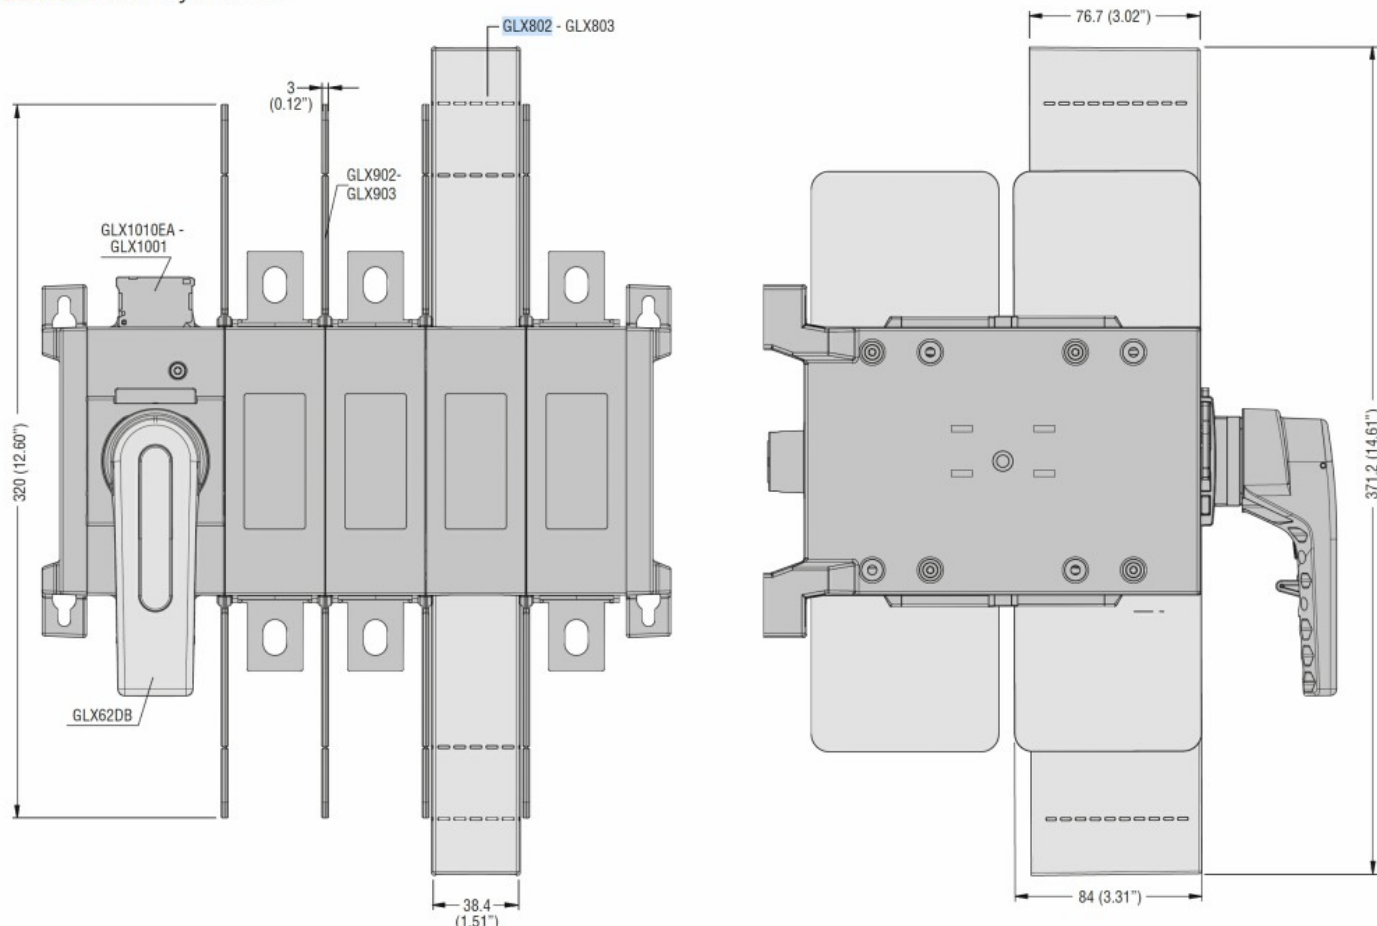 76.7 (3.02”)
GLX802 - GLX803
3
(0.12”)
GLX902-
GLX903
GLX1010EA -
GLX1001
320 (12.60”)
371.2 (14.61”)
GLX62DB
84 (3.31”)
38.4
(1.51”)